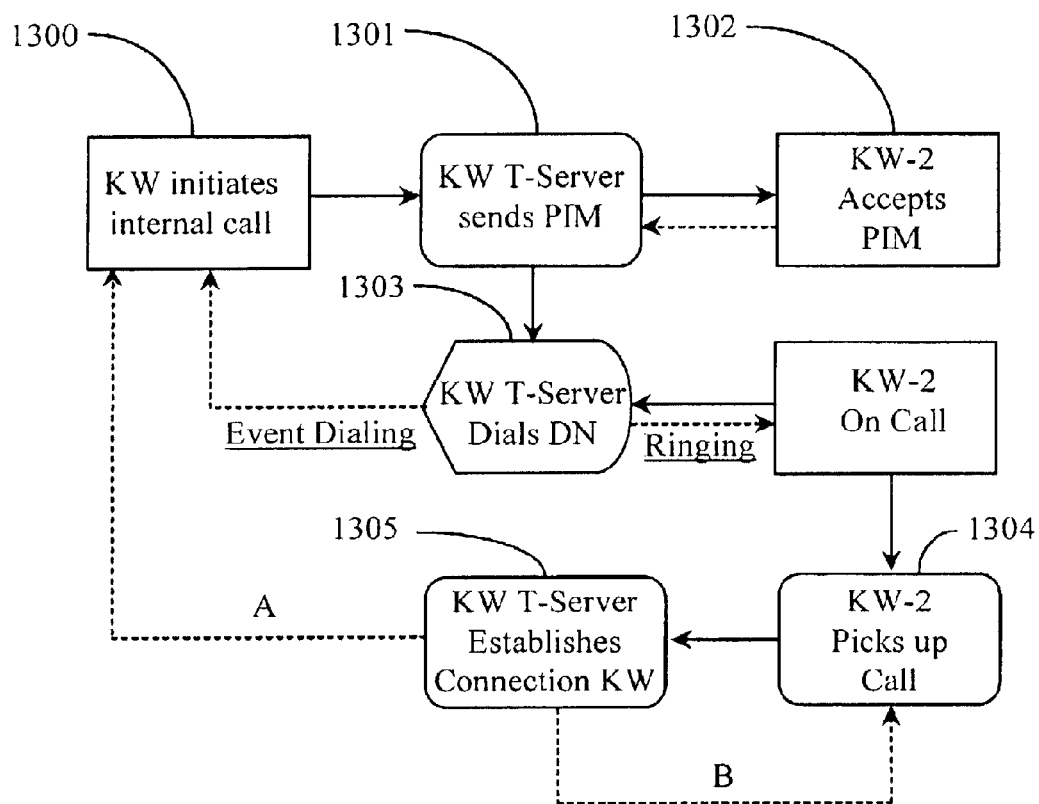 1300
1301
1302
KW initiates
internal call
KW T-Server
sends PIM
KW-2
Accepts
PIM
1303
KW T-Server
Dials DN
KW-2
On Call
Event Dialing
Ringing
1305
1304
KW T-Server
Establishes
Connection KW
KW-2
Picks up
Call
A
B